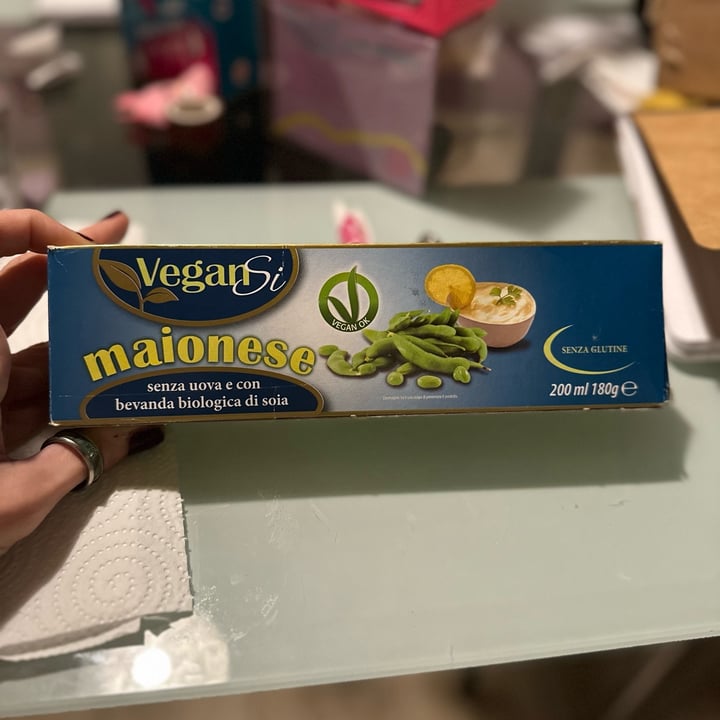 VeganSi
VEGAN OK
maionese
senza uova e con
bevanda biologica di soia
SENZA GLUTINE
200 ml 180g ℮